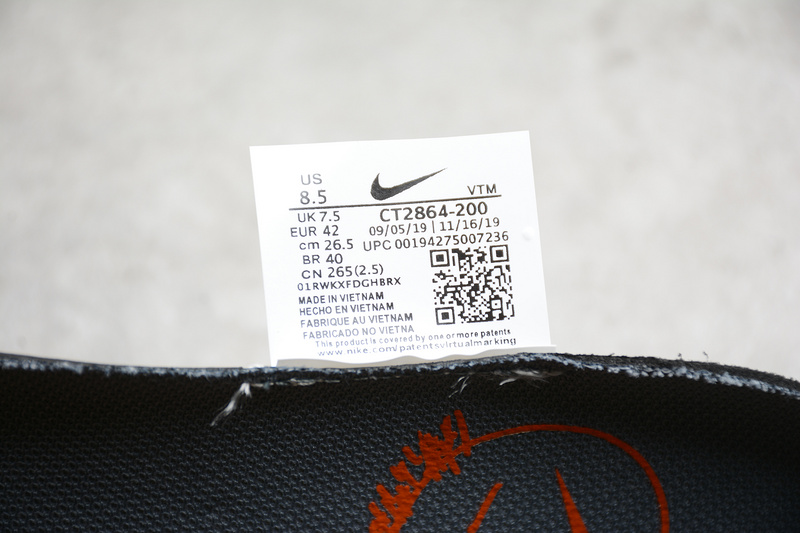 US
8.5
VTM
UK 7.5
CT2864-200
EUR 42
09/05/19 | 11/16/19
cm 26.5
UPC 00194275007236
BR 40
CN 265(2.5)
01RWKXFDGHBRX
MADE IN VIETNAM
HECHO EN VIETNAM
FABRIQUE AU VIETNAM
FABRICADO NO VIETNA
This product is covered by one or more patents
www.nike.com/patentsvirtualmarking